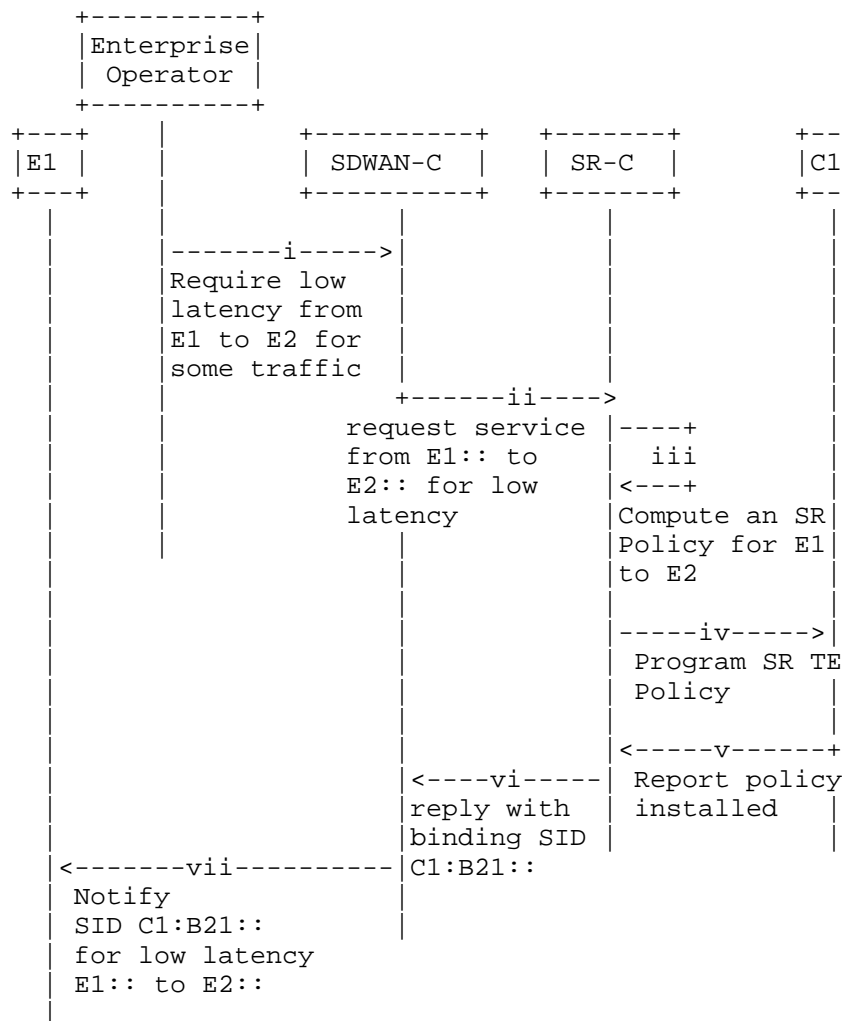 Enterprise
Operator
E1
SDWAN-C
SR-C
C1
i
Require low
latency from
E1 to E2 for
some traffic
ii
request service
from E1:: to
E2:: for low
latency
iii
Compute an SR
Policy for E1
to E2
iv
Program SR TE
Policy
v
Report policy
installed
vi
reply with
binding SID
C1:B21::
vii
Notify
SID C1:B21::
for low latency
E1:: to E2::